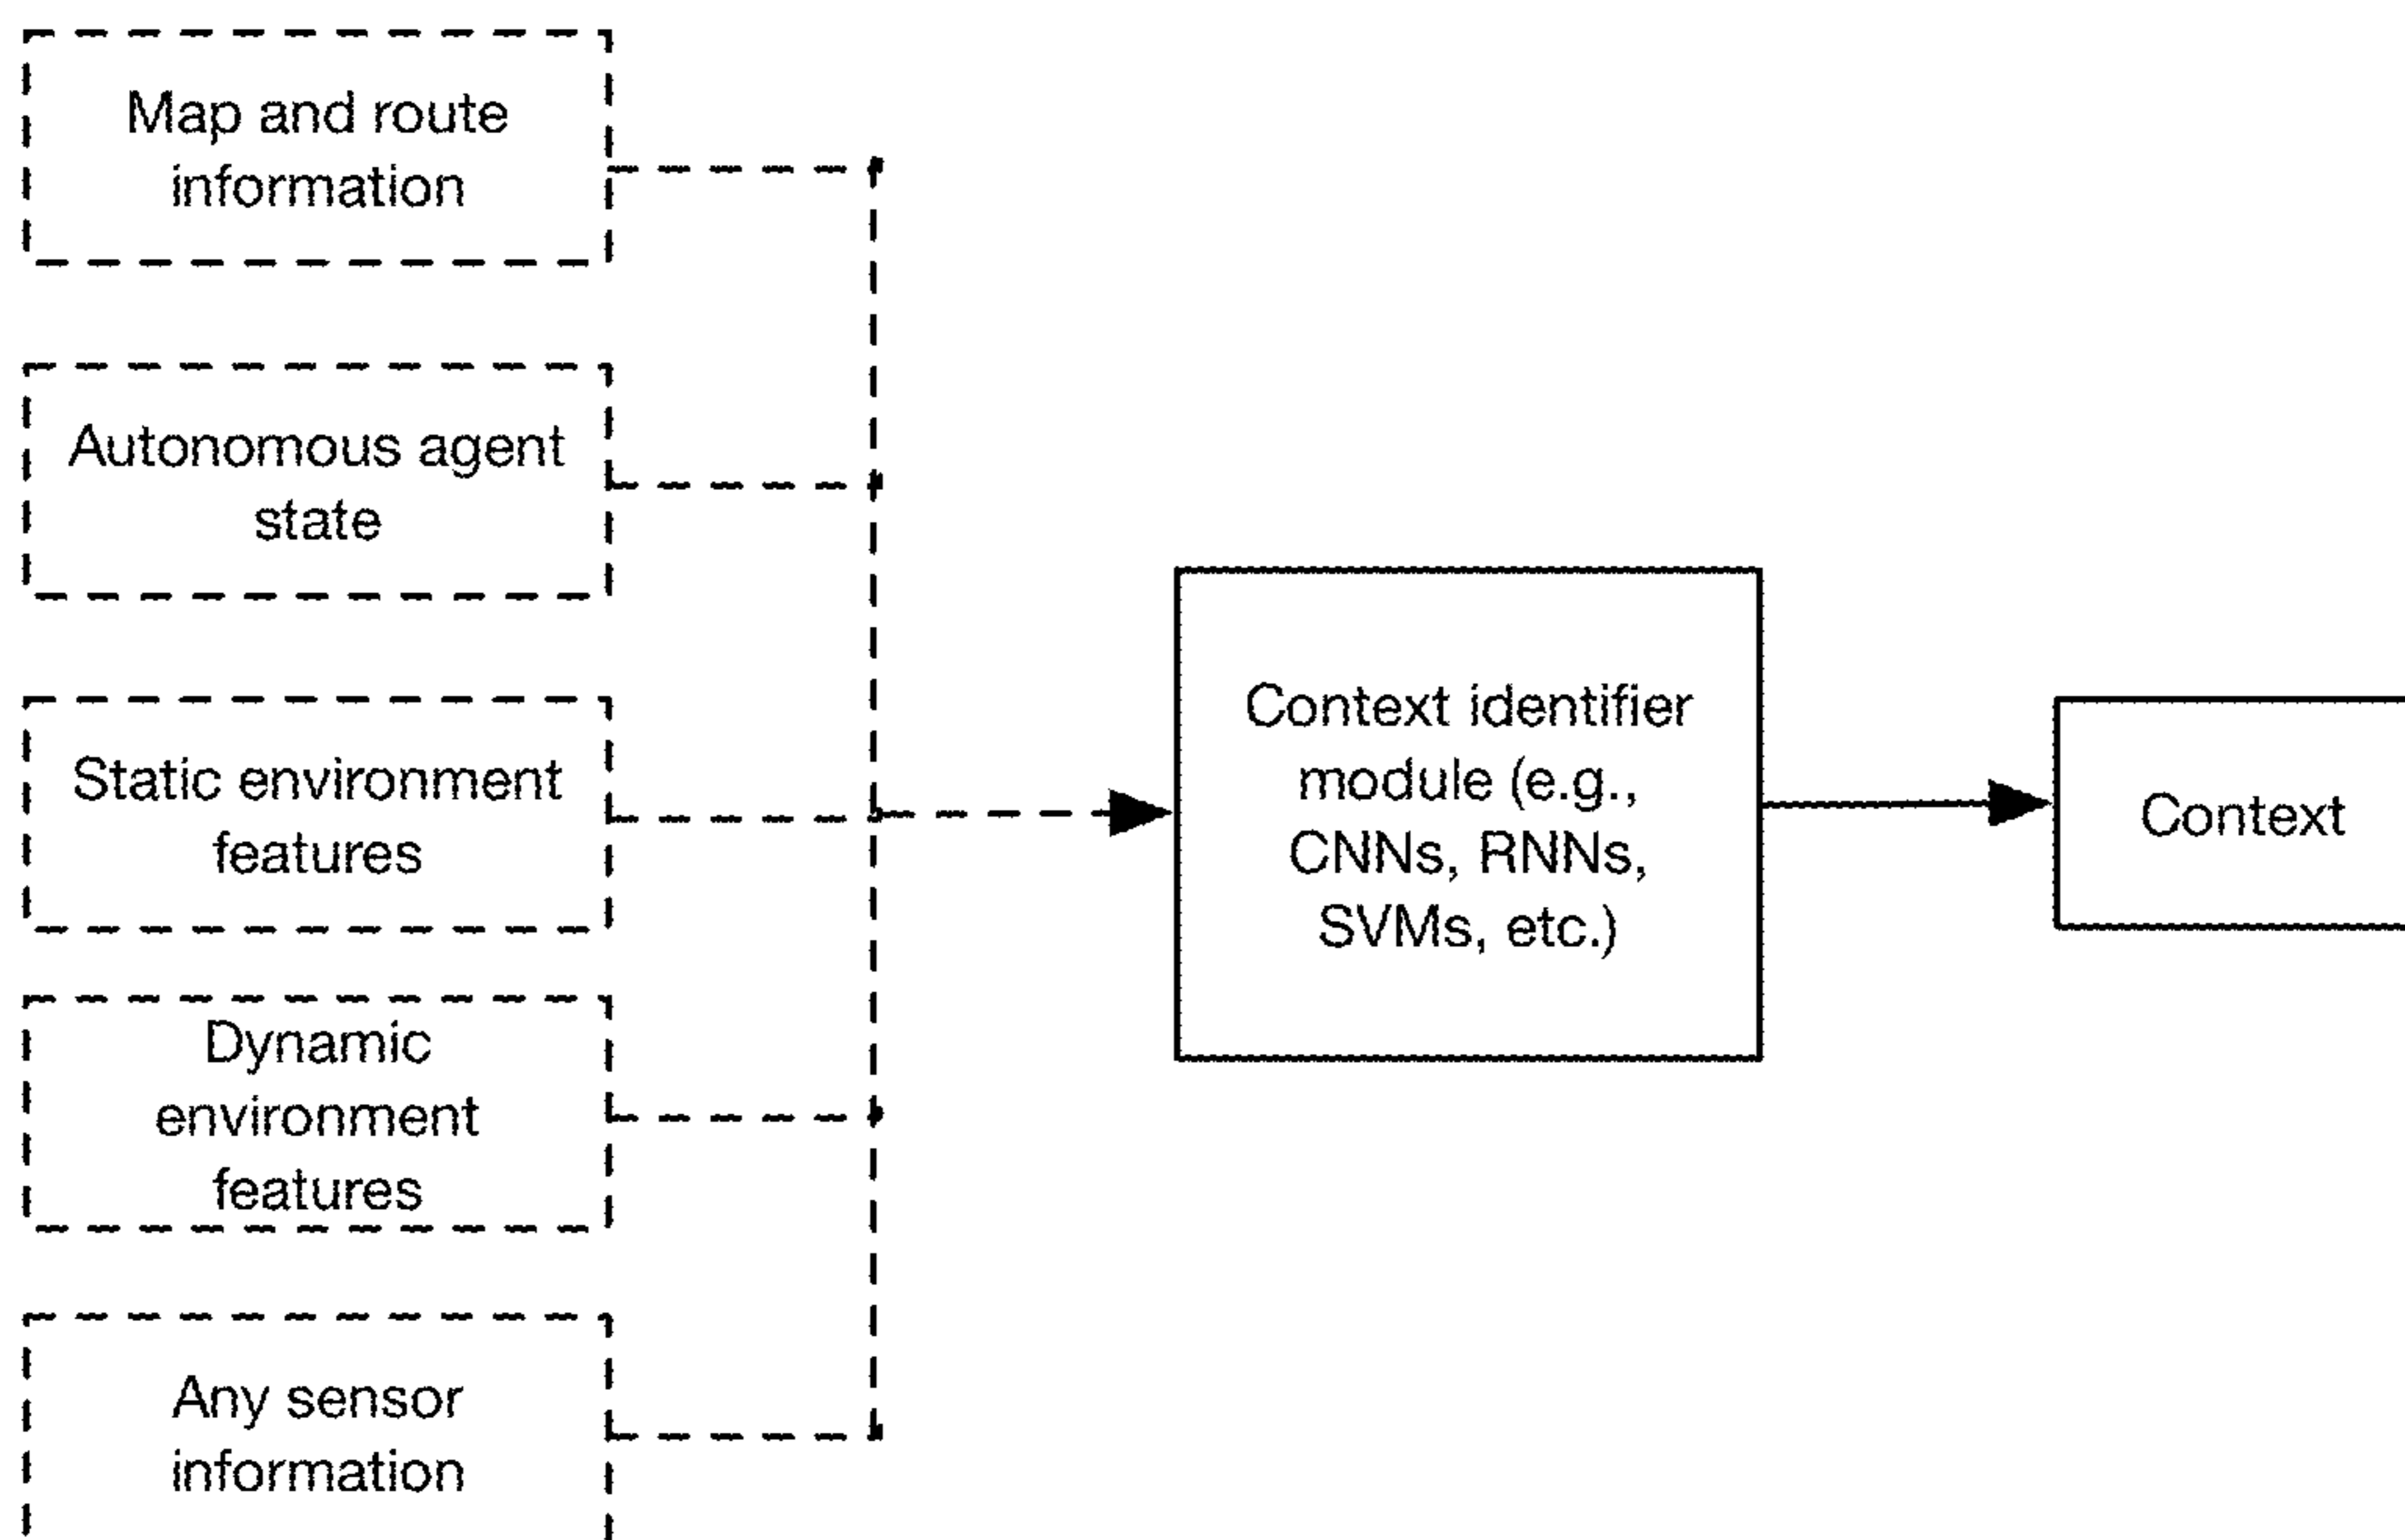 Map and route
information
Autonomous agent
state
Static environment
features
Dynamic
environment
features
Any sensor
information
Context identifier
module (e.g.,
CNNs, RNNs,
SVMs, etc.)
Context